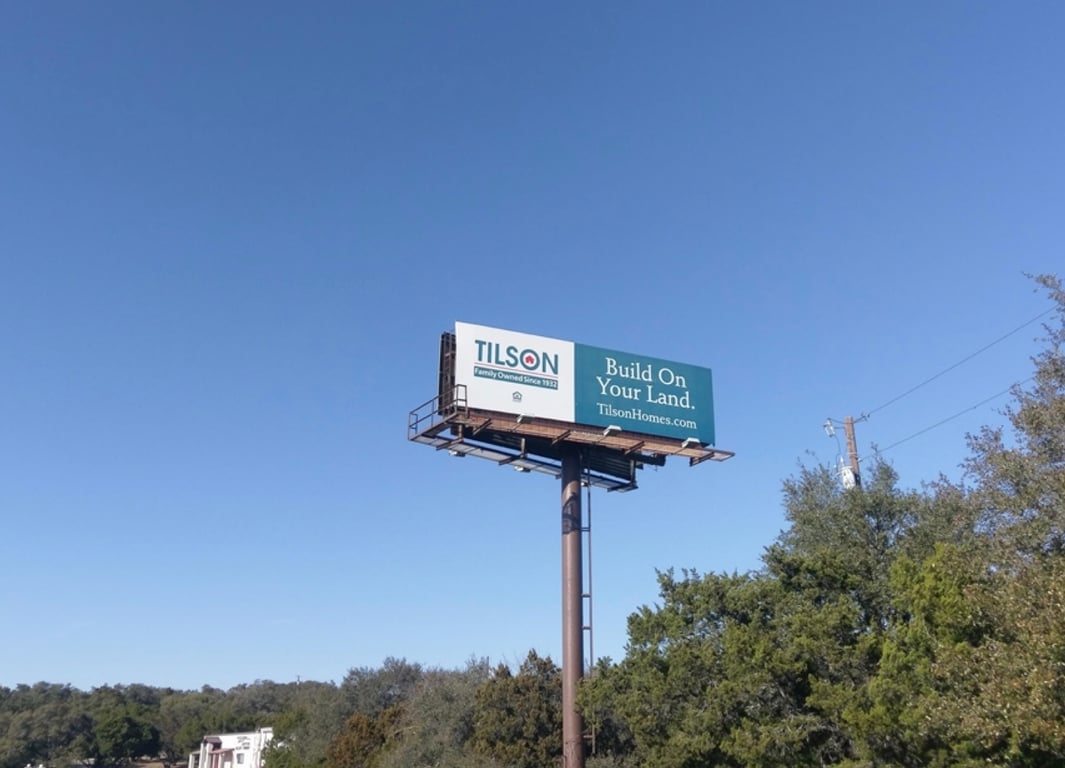 TILSON
Family Owned Since 1932
Build On
Your Land.
TilsonHomes.com